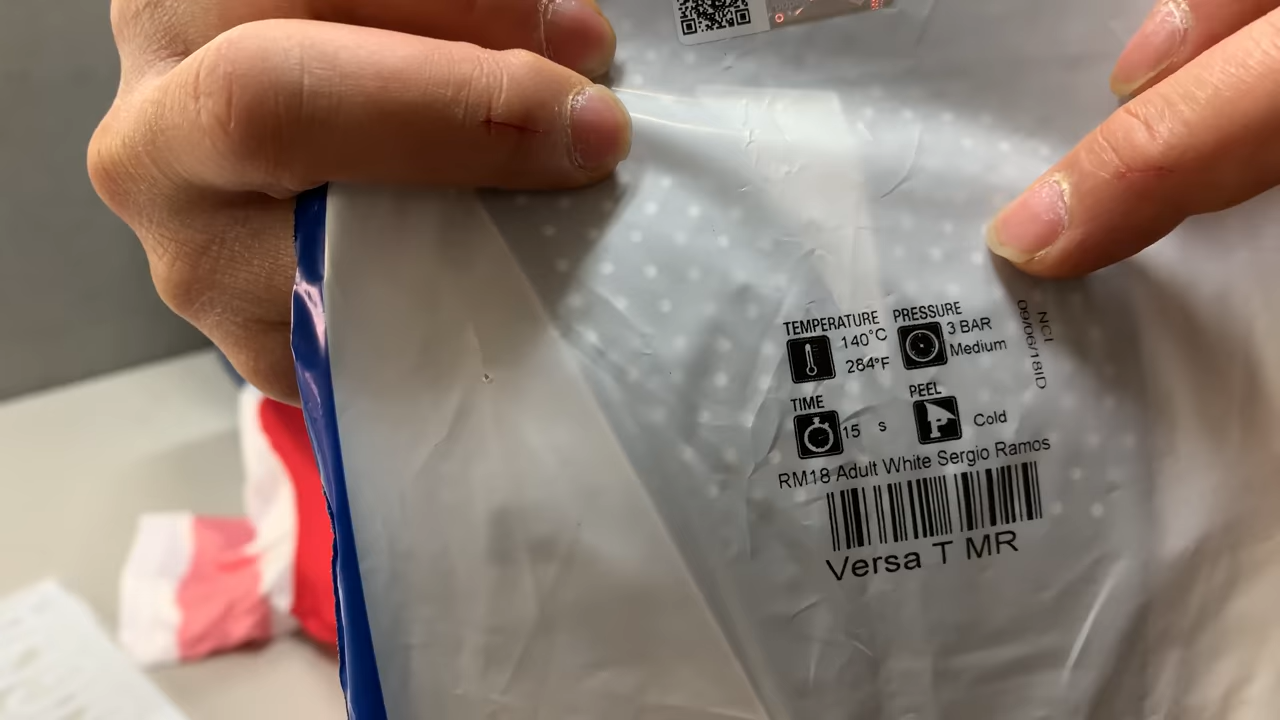 TEMPERATURE PRESSURE
140°C 3 BAR
284°F Medium
TIME PEEL
15 s Cold
RM18 Adult White Sergio Ramos
Versa T MR
NCI
09/06/18ID